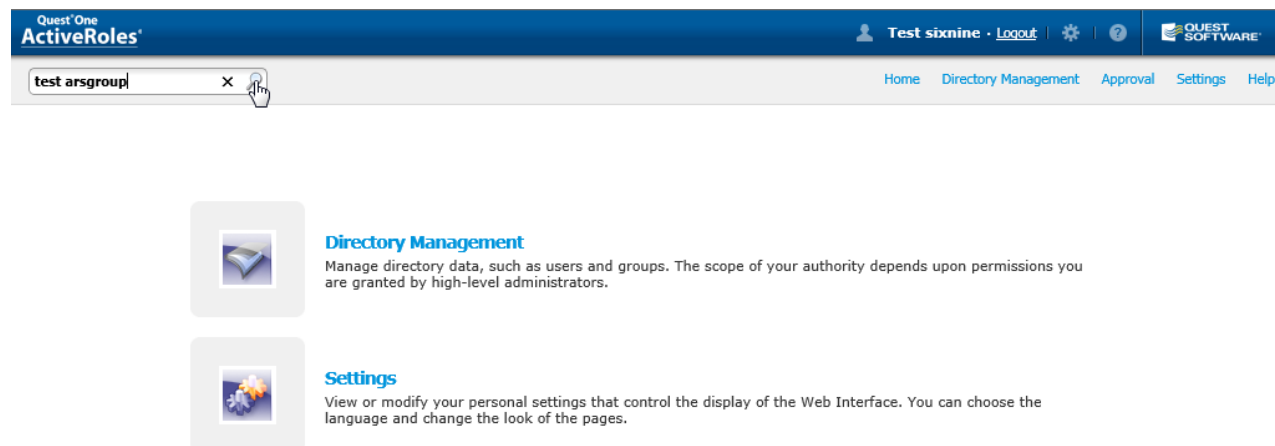 Quest One
ActiveRoles
Test sixnine · Logout
QUEST
SOFTWARE
test arsgroup
Home Directory Management Approval Settings Help
Directory Management
Manage directory data, such as users and groups. The scope of your authority depends upon permissions you
are granted by high-level administrators.
Settings
View or modify your personal settings that control the display of the Web Interface. You can choose the
language and change the look of the pages.